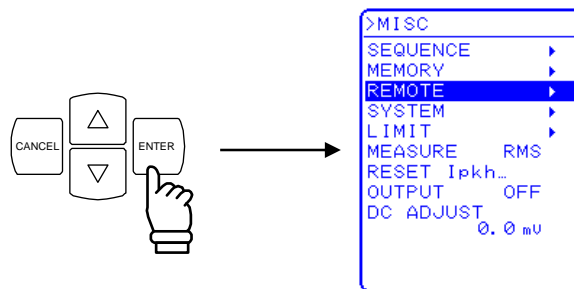 CANCEL
ENTER
>MISC
SEQUENCE
MEMORY
REMOTE
SYSTEM
LIMIT
MEASURE RMS
RESET Ipkh…
OUTPUT OFF
DC ADJUST
0.0 mV